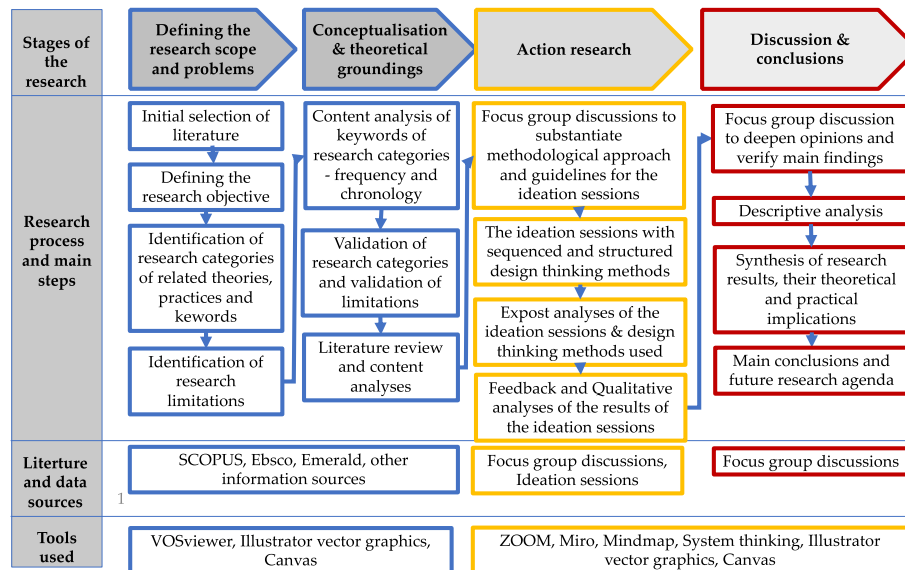 Stages of
the
research
Defining the
research scope
and problems
Conceptualisation
& theoretical
groundings
Action research
Discussion &
conclusions
Research
process
and main
steps
Initial selection of
literature
Defining the
research objective
Identification of
research categories
of related theories,
practices and
kewords
Identification of
research
limitations
Content analysis of
keywords of
research categories
- frequency and
chronology
Validation of
research categories
and validation of
limitations
Literature review
and content
analyses
Focus group discussions to
substantiate
methodological approach
and guidelines for the
ideation sessions
The ideation sessions with
sequenced and structured
design thinking methods
Expost analyses of the
ideation sessions & design
thinking methods used
Feedback and Qualitative
analyses of the results of
the ideation sessions
Focus group discussion
to deepen opinions and
verify main findings
Descriptive analysis
Synthesis of research
results, their theoretical
and practical
implications
Main conclusions and
future research agenda
Literture
and data
sources
1
SCOPUS, Ebsco, Emerald, other
information sources
Focus group discussions,
Ideation sessions
Focus group discussions
Tools
used
VOSviewer, Illustrator vector graphics,
Canvas
ZOOM, Miro, Mindmap, System thinking, Illustrator
vector graphics, Canvas